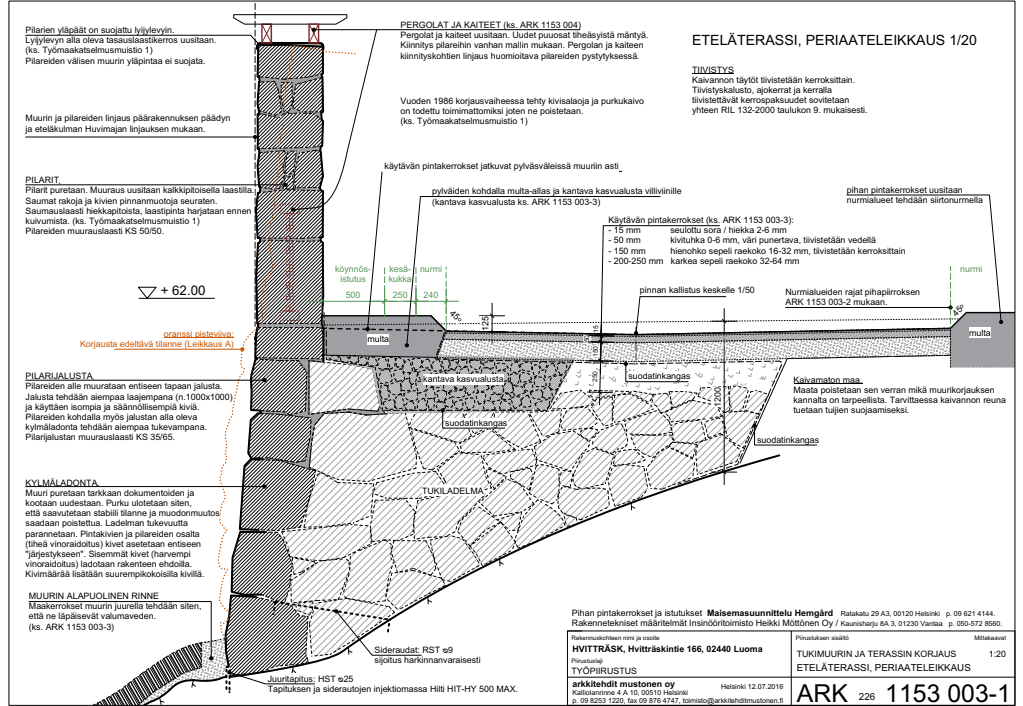 Pilarien yläpäät on suojattu lyijylevyin.
Lyijylevyn alla oleva tasauslaastikerros uusitaan.
(ks. Työmaakatselmusmuistio 1)
Pilareiden välisen muurin yläpintaa ei suojata.
Muurin ja pilareiden linjaus päärakennuksen päädyn
ja eteläkulman Huvimajan linjauksen mukaan.
PILARIT
Pilarit puretaan. Muuraus uusitaan kalkkipitoisella laastilla.
Saumat rakoja ja kivien pinnanmuotoja seuraten.
Saumauslaasti hiekkapitoista, laastipinta harjataan ennen
kuivumista. (ks. Työmaakatselmusmuistio 1)
Pilareiden muurauslaasti KS 50/50.
+ 62.00
oranssi pisteviiva:
Korjausta edeltävä tilanne (Leikkaus A)
PILARIJALUSTA
Pilareiden alle muurataan entiseen tapaan jalusta.
Jalusta tehdään aiempaa laajempana (n.1000x1000)
ja käyttäen isompia ja säännöllisempiä kiviä.
Pilareiden kohdalla myös jalustan alla oleva
kylmäladonta tehdään aiempaa tukevampana.
Pilarijalustan muurauslaasti KS 35/65.
KYLMÄLADONTA
Muuri puretaan tarkkaan dokumentoiden ja
kootaan uudestaan. Purku ulotetaan siten,
että saavutetaan stabiili tilanne ja muodonmuutos
saadaan poistettua. Ladelman tukevuutta
parannetaan. Pintakivien ja pilareiden osalta
(tiheä vinoraidoitus) kivet asetetaan entiseen
"järjestykseen". Sisemmät kivet (harvempi
vinoraidoitus) ladotaan rakenteen ehdoilla.
Kivimäärää lisätään suurempikokoisilla kivillä.
MUURIN ALAPUOLINEN RINNE
Maakerrokset muurin juurella tehdään siten,
että ne läpäisevät valumaveden.
(ks. ARK 1153 003-3)
PERGOLAT JA KAITEET (ks. ARK 1153 004)
Pergolat ja kaiteet uusitaan. Uudet puuosat tiheäsyistä mäntyä.
Kiinnitys pilareihin vanhan mallin mukaan. Pergolan ja kaiteen
kiinnityskohtien linjaus huomioitava pilareiden pystytyksessä.
Vuoden 1986 korjausvaiheessa tehty kivisalaoja ja purkukaivo
on todettu toimimattomiksi joten ne poistetaan.
(ks. Työmaakatselmusmuistio 1)
käytävän pintakerrokset jatkuvat pylväsväleissä muuriin asti
pylväiden kohdalla multa-allas ja kantava kasvualusta villiviinille
(kantava kasvualusta ks. ARK 1153 003-3)
ETELÄTERASSI, PERIAATELEIKKAUS 1/20
TIIVISTYS
Kaivannon täytöt tiivistetään kerroksittain.
Tiivistyskalusto, ajokerrat ja kerralla
tiivistettävät kerrospaksuudet sovitetaan
yhteen RIL 132-2000 taulukon 9. mukaisesti.
pihan pintakerrokset uusitaan
nurmialueet tehdään siirtonurmella
Käytävän pintakerrokset (ks. ARK 1153 003-3):
- 15 mm seulottu sora / hiekka 2-6 mm
- 50 mm kivituhka 0-6 mm, väri punertava, tiivistetään vedellä
- 150 mm hienohko sepeli raekoko 16-32 mm, tiivistetään kerroksittain
- 200-250 mm karkea sepeli raekoko 32-64 mm
köynnös-
istutus
kesä-
kukka
nurmi
500
250
240
45º
125
pinnan kallistus keskelle 1/50
Nurmialueiden rajat pihapiirroksen
ARK 1153 003-2 mukaan.
nurmi
45º
multa
multa
15
150
250
1200
kantava kasvualusta
suodatinkangas
suodatinkangas
suodatinkangas
Kaivamaton maa.
Maata poistetaan sen verran mikä muurikorjauksen
kannalta on tarpeellista. Tarvittaessa kaivannon reuna
tuetaan tuijien suojaamiseksi.
TUKILADELMA
Sideraudat: RST ⌀9
sijoitus harkinnanvaraisesti
Juuritapitus: HST ⌀25
Tapituksen ja siderautojen injektiomassa Hilti HIT-HY 500 MAX.
Pihan pintakerrokset ja istutukset Maisemasuunnittelu Hemgård Ratakatu 29 A3, 00120 Helsinki p. 09 621 4144.
Rakennetekniset määritelmät Insinööritoimisto Heikki Möttönen Oy / Kaunisharju 8A 3, 01230 Vantaa p. 050-572 8560.
Rakennuskohteen nimi ja osoite
HVITTRÄSK, Hvitträskintie 166, 02440 Luoma
Piirustuslaji
TYÖPIIRUSTUS
Piirustuksen sisältö Mittakaavat
TUKIMUURIN JA TERASSIN KORJAUS 1:20
ETELÄTERASSI, PERIAATELEIKKAUS
arkkitehdit mustonen oy Helsinki 12.07.2016
Kalliolanrinne 4 A 10, 00510 Helsinki
p. 09 8253 1220, fax 09 876 4747, toimisto@arkkitehditmustonen.fi
ARK 226 1153 003-1